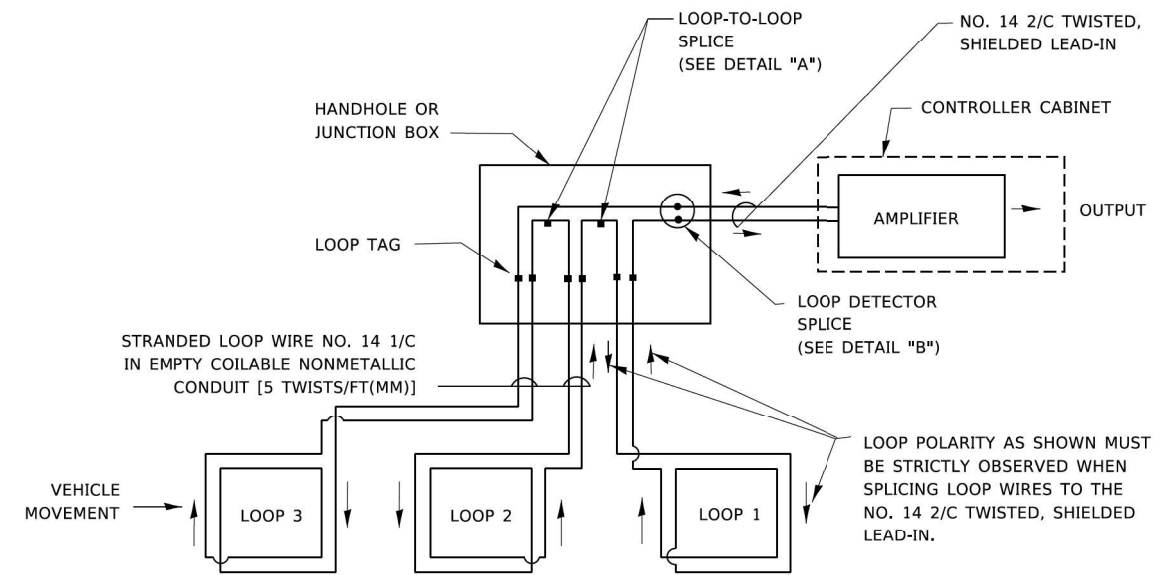 LOOP-TO-LOOP
SPLICE
(SEE DETAIL "A")
NO. 14 2/C TWISTED,
SHIELDED LEAD-IN
HANDHOLE OR
JUNCTION BOX
CONTROLLER CABINET
AMPLIFIER
OUTPUT
LOOP TAG
LOOP DETECTOR
SPLICE
(SEE DETAIL "B")
STRANDED LOOP WIRE NO. 14 1/C
IN EMPTY COILABLE NONMETALLIC
CONDUIT [5 TWISTS/FT(MM)]
LOOP POLARITY AS SHOWN MUST
BE STRICTLY OBSERVED WHEN
SPLICING LOOP WIRES TO THE
NO. 14 2/C TWISTED, SHIELDED
LEAD-IN.
VEHICLE
MOVEMENT
LOOP 3
LOOP 2
LOOP 1